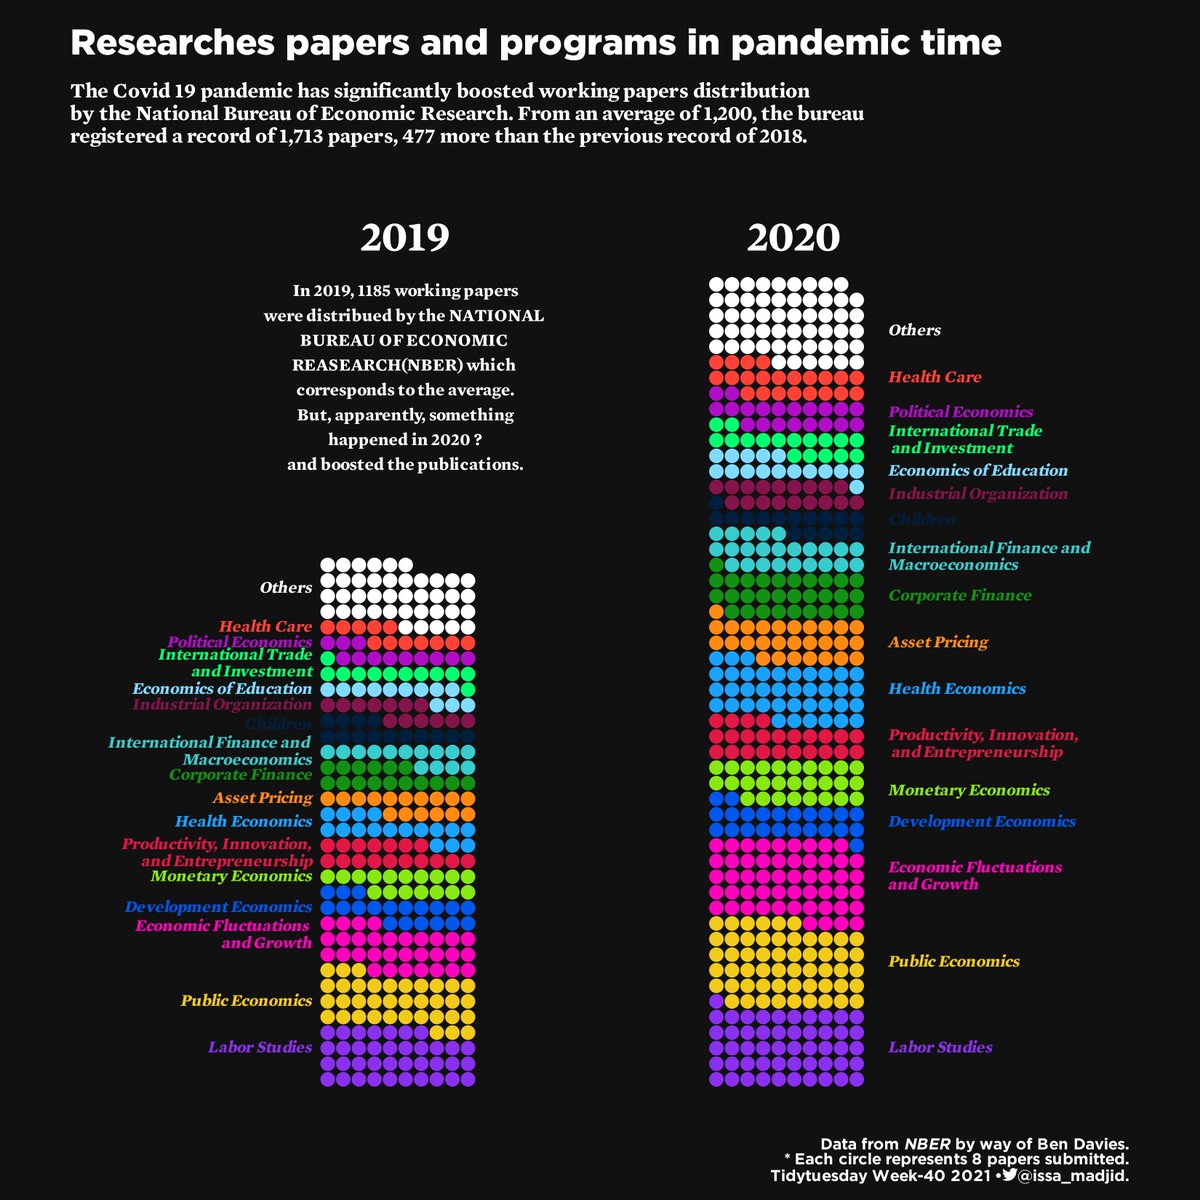 Researches papers and programs in pandemic time
The Covid 19 pandemic has significantly boosted working papers distribution
by the National Bureau of Economic Research. From an average of 1,200, the bureau
registered a record of 1,713 papers, 477 more than the previous record of 2018.
2019
In 2019, 1185 working papers
were distribued by the NATIONAL
BUREAU OF ECONOMIC
REASEARCH(NBER) which
corresponds to the average.
But, apparently, something
happened in 2020 ?
and boosted the publications.
Others
Health Care
Political Economics
International Trade
and Investment
Economics of Education
Industrial Organization
Children
International Finance and
Macroeconomics
Corporate Finance
Asset Pricing
Health Economics
Productivity, Innovation,
and Entrepreneurship
Monetary Economics
Development Economics
Economic Fluctuations
and Growth
Public Economics
Labor Studies
2020
Others
Health Care
Political Economics
International Trade
and Investment
Economics of Education
Industrial Organization
Children
International Finance and
Macroeconomics
Corporate Finance
Asset Pricing
Health Economics
Productivity, Innovation,
and Entrepreneurship
Monetary Economics
Development Economics
Economic Fluctuations
and Growth
Public Economics
Labor Studies
Data from NBER by way of Ben Davies.
* Each circle represents 8 papers submitted.
Tidytuesday Week-40 2021 •@issa_madjid.